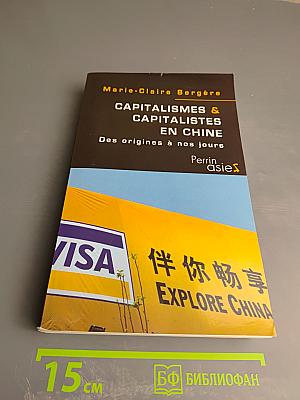 Marie-Claire Bergère
CAPITALISMES &
CAPITALISTES
EN CHINE
Des origines à nos jours
Perrin
asies
VISA
伴你畅享
EXPLORE CHINA
15 см
БФ БИБЛИОФАН